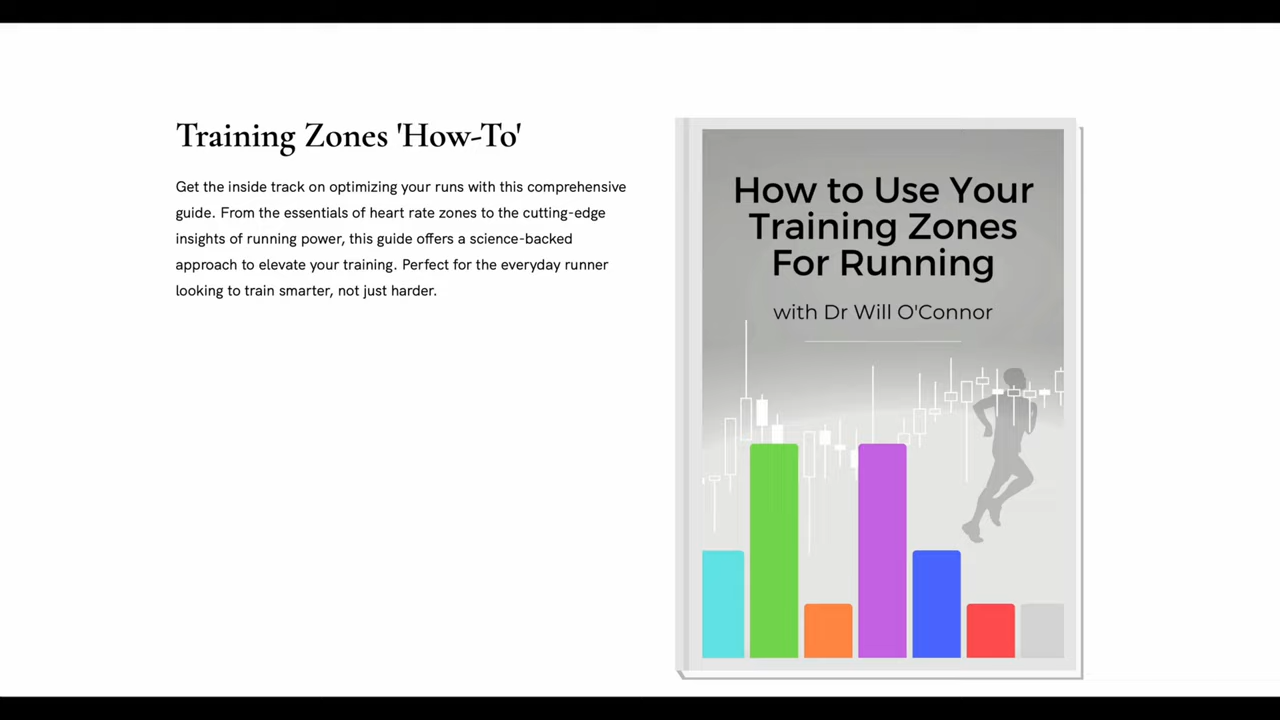 Training Zones 'How-To'
Get the inside track on optimizing your runs with this comprehensive
guide. From the essentials of heart rate zones to the cutting-edge
insights of running power, this guide offers a science-backed
approach to elevate your training. Perfect for the everyday runner
looking to train smarter, not just harder.
How to Use Your
Training Zones
For Running
with Dr Will O'Connor